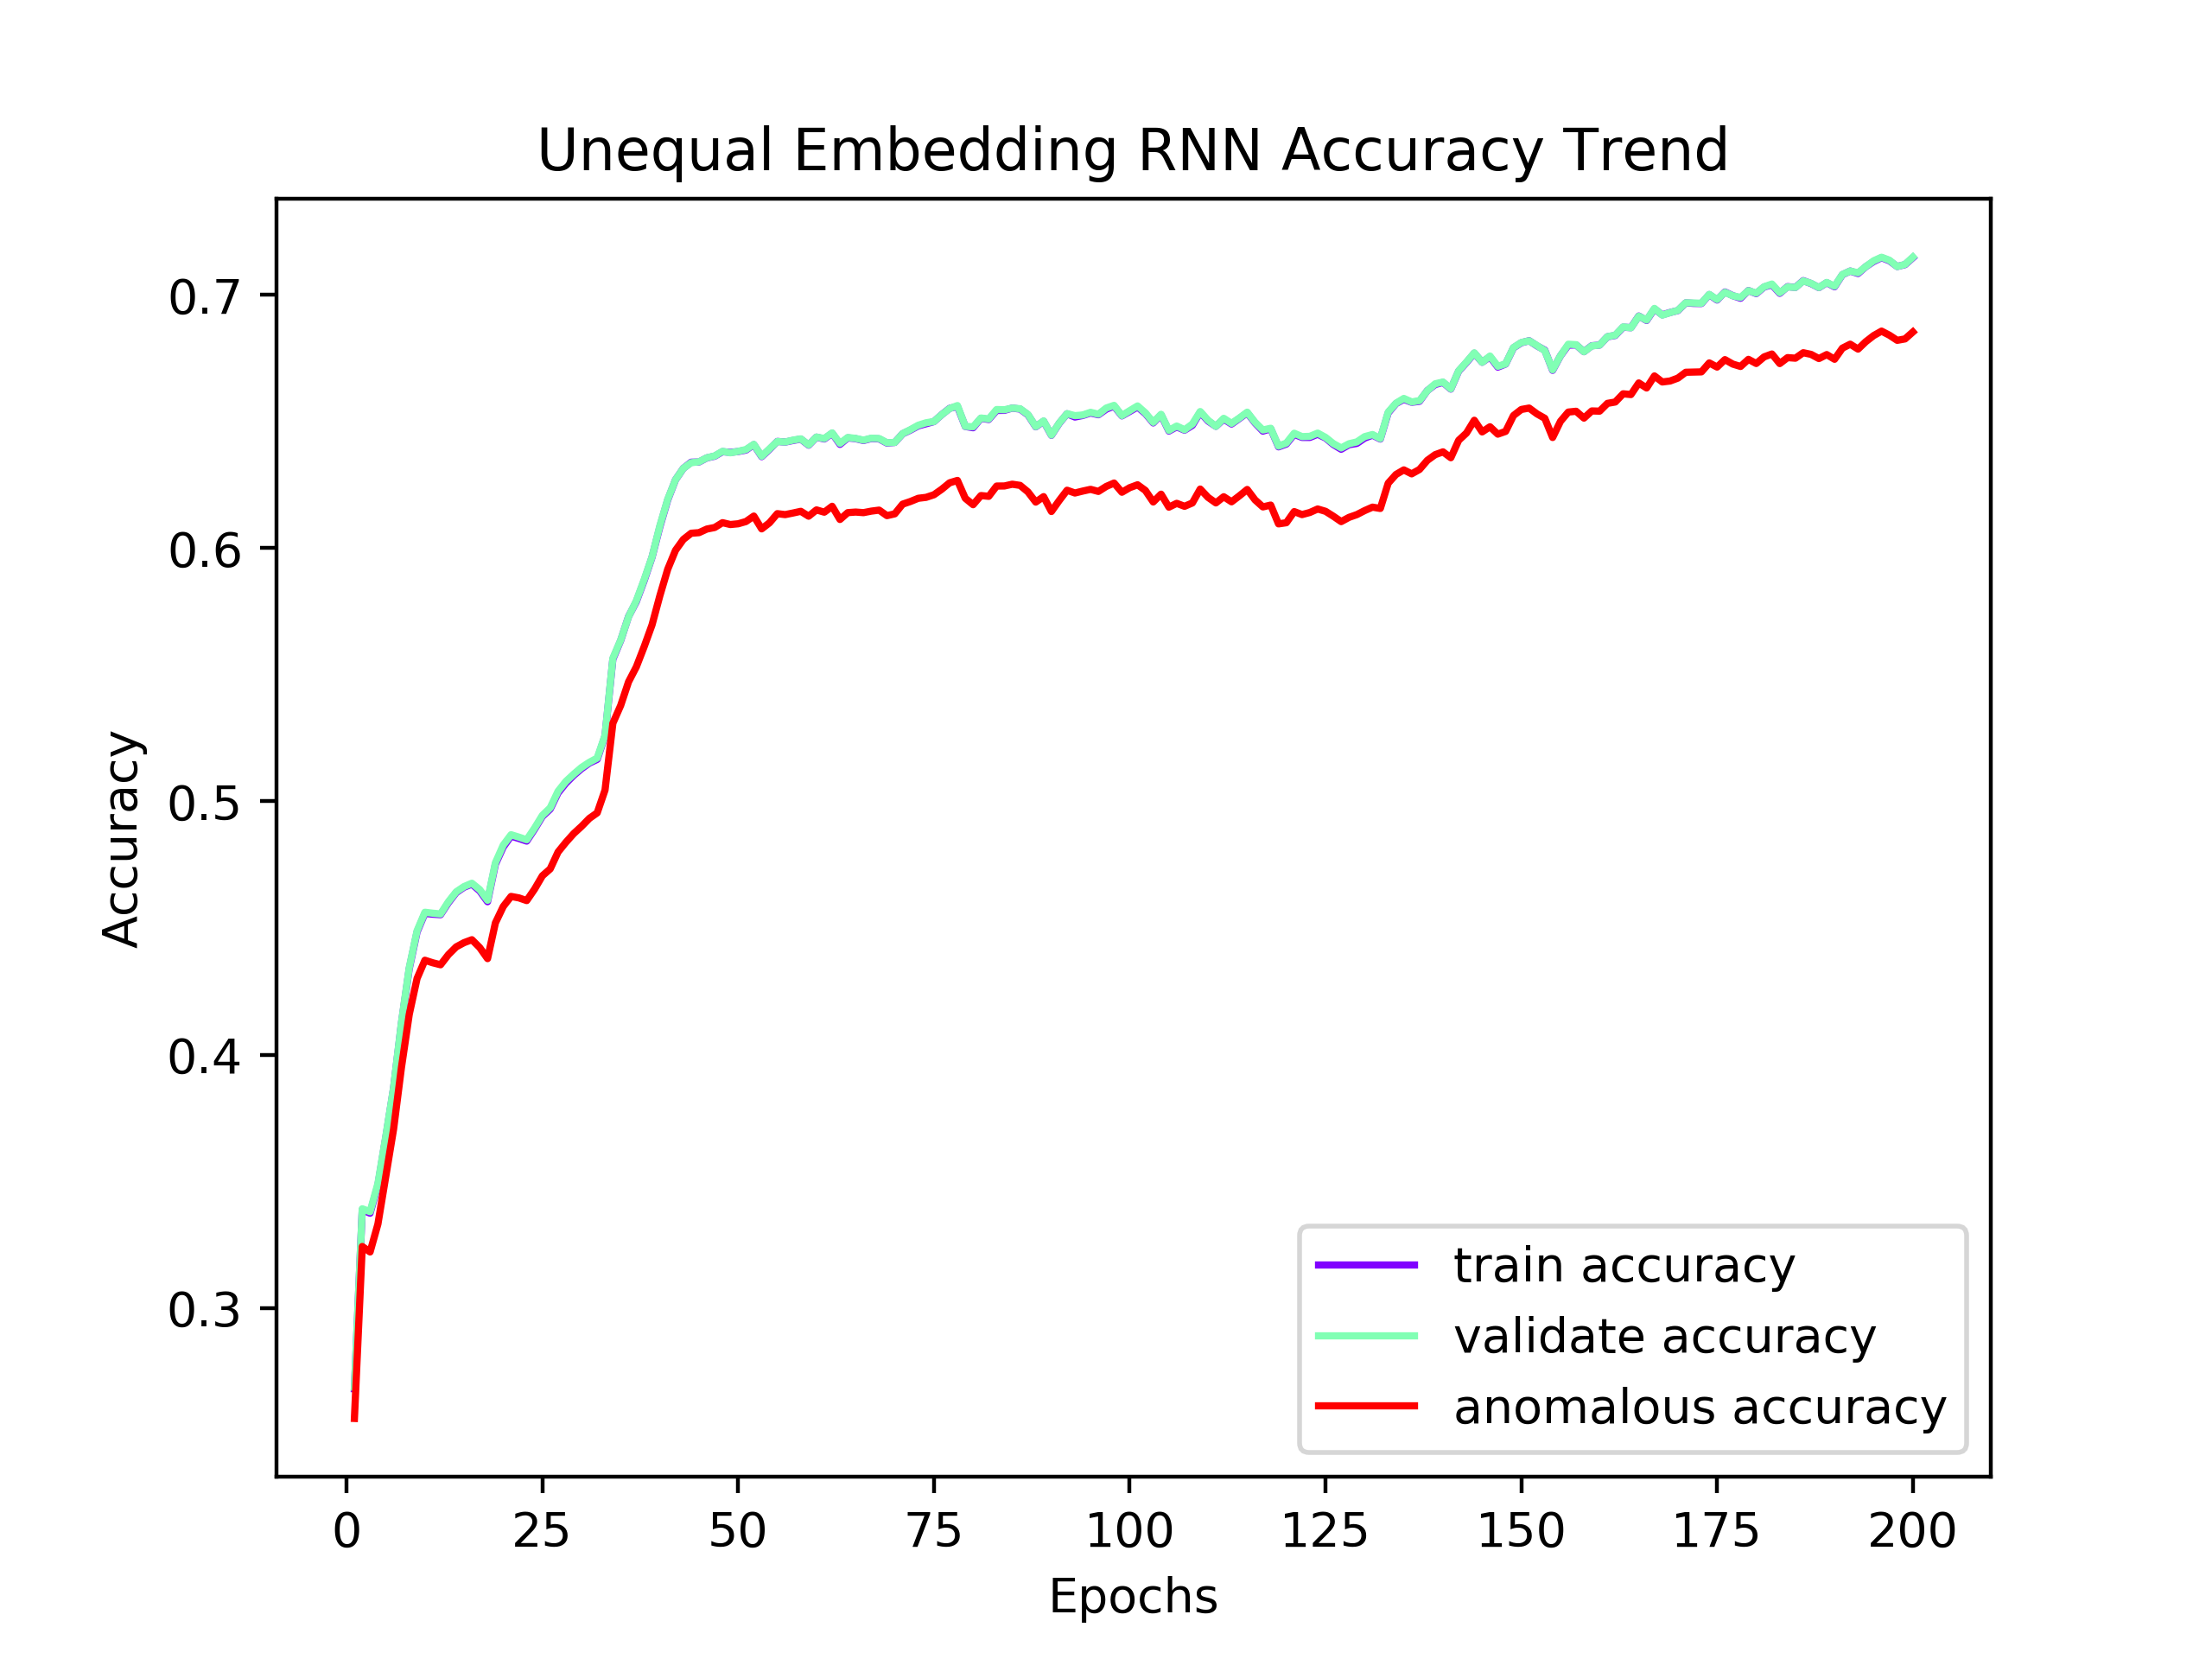 Unequal Embedding RNN Accuracy Trend
Accuracy
0.7
0.6
0.5
0.4
0.3
0 25 50 75 100 125 150 175 200
Epochs
train accuracy
validate accuracy
anomalous accuracy